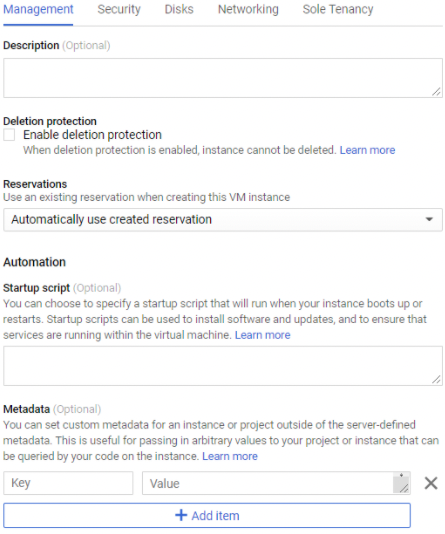 Management Security Disks Networking Sole Tenancy
Description (Optional)
Deletion protection
Enable deletion protection
When deletion protection is enabled, instance cannot be deleted. Learn more
Reservations
Use an existing reservation when creating this VM instance
Automatically use created reservation
Automation
Startup script (Optional)
You can choose to specify a startup script that will run when your instance boots up or
restarts. Startup scripts can be used to install software and updates, and to ensure that
services are running within the virtual machine. Learn more
Metadata (Optional)
You can set custom metadata for an instance or project outside of the server-defined
metadata. This is useful for passing in arbitrary values to your project or instance that can
be queried by your code on the instance. Learn more
Key Value
+ Add item